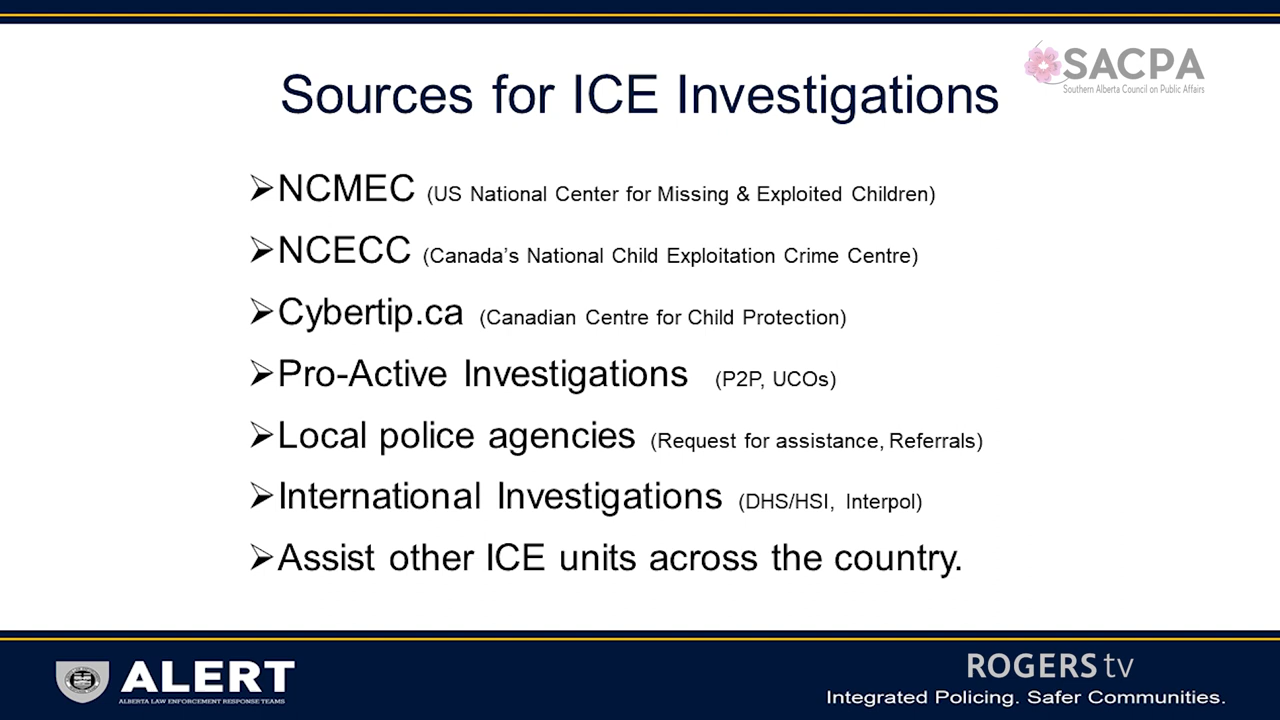 SACPA
Southern Alberta Council on Public Affairs
Sources for ICE Investigations
➢NCMEC (US National Center for Missing & Exploited Children)
➢NCECC (Canada’s National Child Exploitation Crime Centre)
➢Cybertip.ca (Canadian Centre for Child Protection)
➢Pro-Active Investigations (P2P, UCOs)
➢Local police agencies (Request for assistance, Referrals)
➢International Investigations (DHS/HSI, Interpol)
➢Assist other ICE units across the country.
ALERT
ALBERTA LAW ENFORCEMENT RESPONSE TEAMS
ROGERS tv
Integrated Policing. Safer Communities.